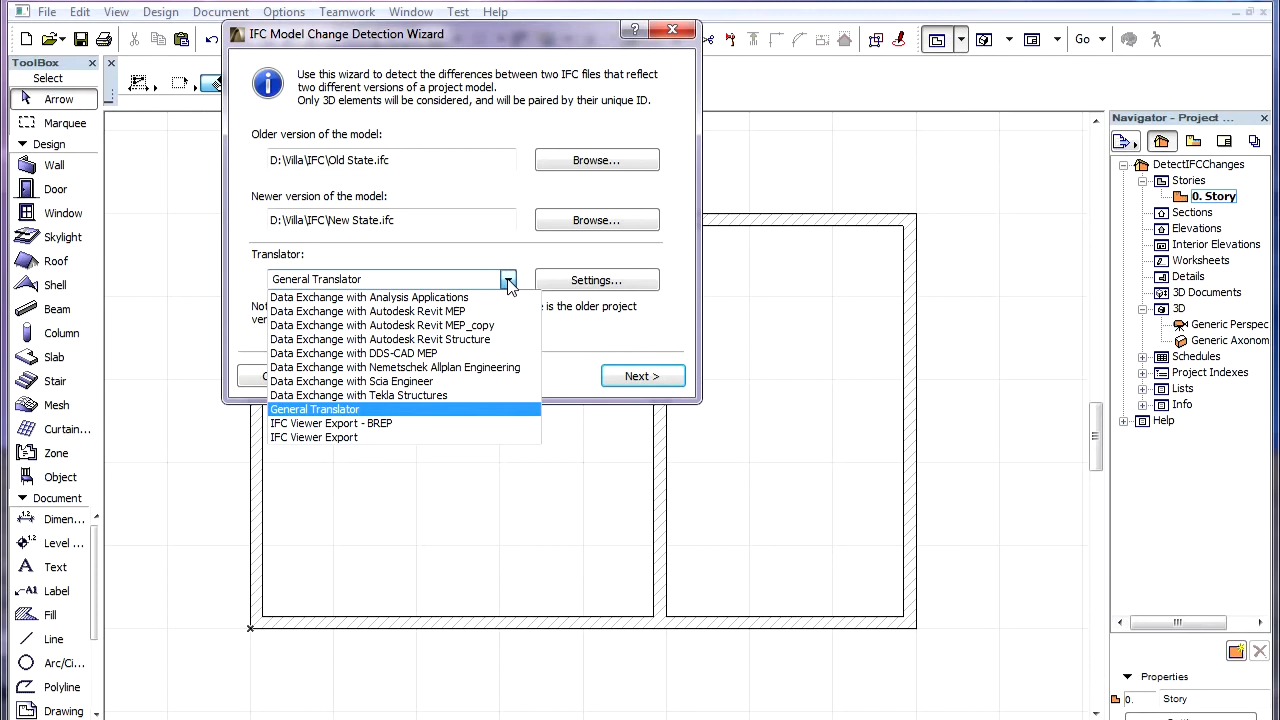 File Edit View Design Document Options Teamwork Window Test Help
IFC Model Change Detection Wizard
?
Go
ToolBox
Select
Arrow
Marquee
Design
Wall
Door
Window
Skylight
Roof
Shell
Beam
Column
Slab
Stair
Mesh
Curtain...
Zone
Object
Document
Dimen...
Level ...
A Text
A1 Label
Fill
Line
Arc/Ci...
Polyline
Drawing
Use this wizard to detect the differences between two IFC files that reflect
two different versions of a project model.
Only 3D elements will be considered, and will be paired by their unique ID.
Older version of the model:
D:\Villa\IFC\Old State.ifc
Browse...
Newer version of the model:
D:\Villa\IFC\New State.ifc
Browse...
Translator:
General Translator
Settings...
Data Exchange with Analysis Applications
Data Exchange with Autodesk Revit MEP
Data Exchange with Autodesk Revit MEP_copy
Data Exchange with Autodesk Revit Structure
Data Exchange with DDS-CAD MEP
Data Exchange with Nemetschek Allplan Engineering
Data Exchange with Scia Engineer
Data Exchange with Tekla Structures
General Translator
IFC Viewer Export - BREP
IFC Viewer Export
is the older project
Next >
Navigator - Project ...
DetectIFCChanges
Stories
0. Story
Sections
Elevations
Interior Elevations
Worksheets
Details
3D Documents
3D
Generic Perspec
Generic Axonom
Schedules
Project Indexes
Lists
Info
Help
Properties
0. Story